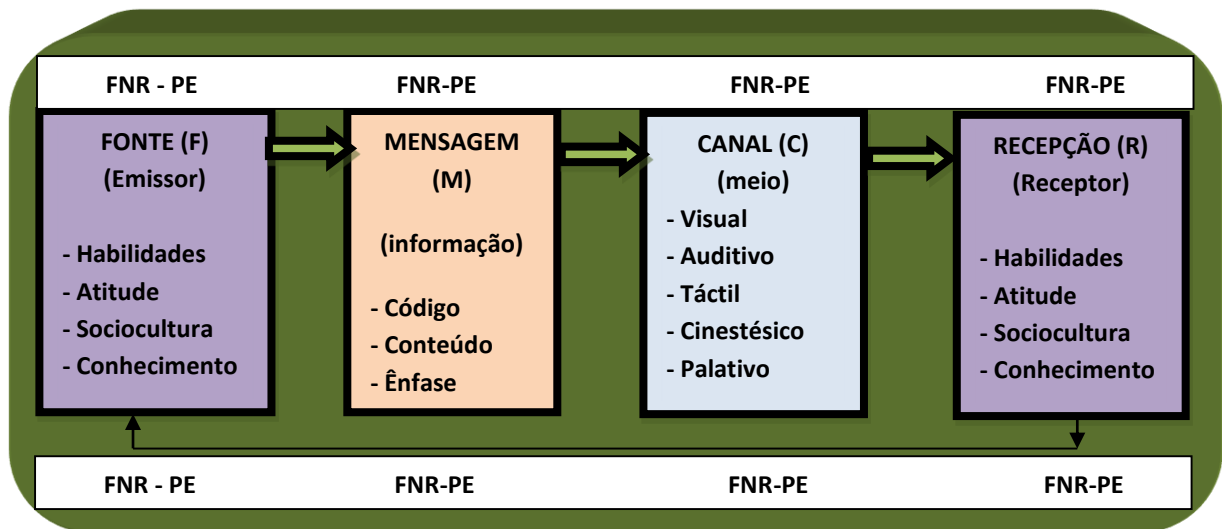 FNR - PE FNR-PE FNR-PE FNR-PE
FONTE (F)
(Emissor)
- Habilidades
- Atitude
- Sociocultura
- Conhecimento
MENSAGEM
(M)
(informação)
- Código
- Conteúdo
- Ênfase
CANAL (C)
(meio)
- Visual
- Auditivo
- Táctil
- Cinestésico
- Palativo
RECEPÇÃO (R)
(Receptor)
- Habilidades
- Atitude
- Sociocultura
- Conhecimento
FNR - PE FNR-PE FNR-PE FNR-PE